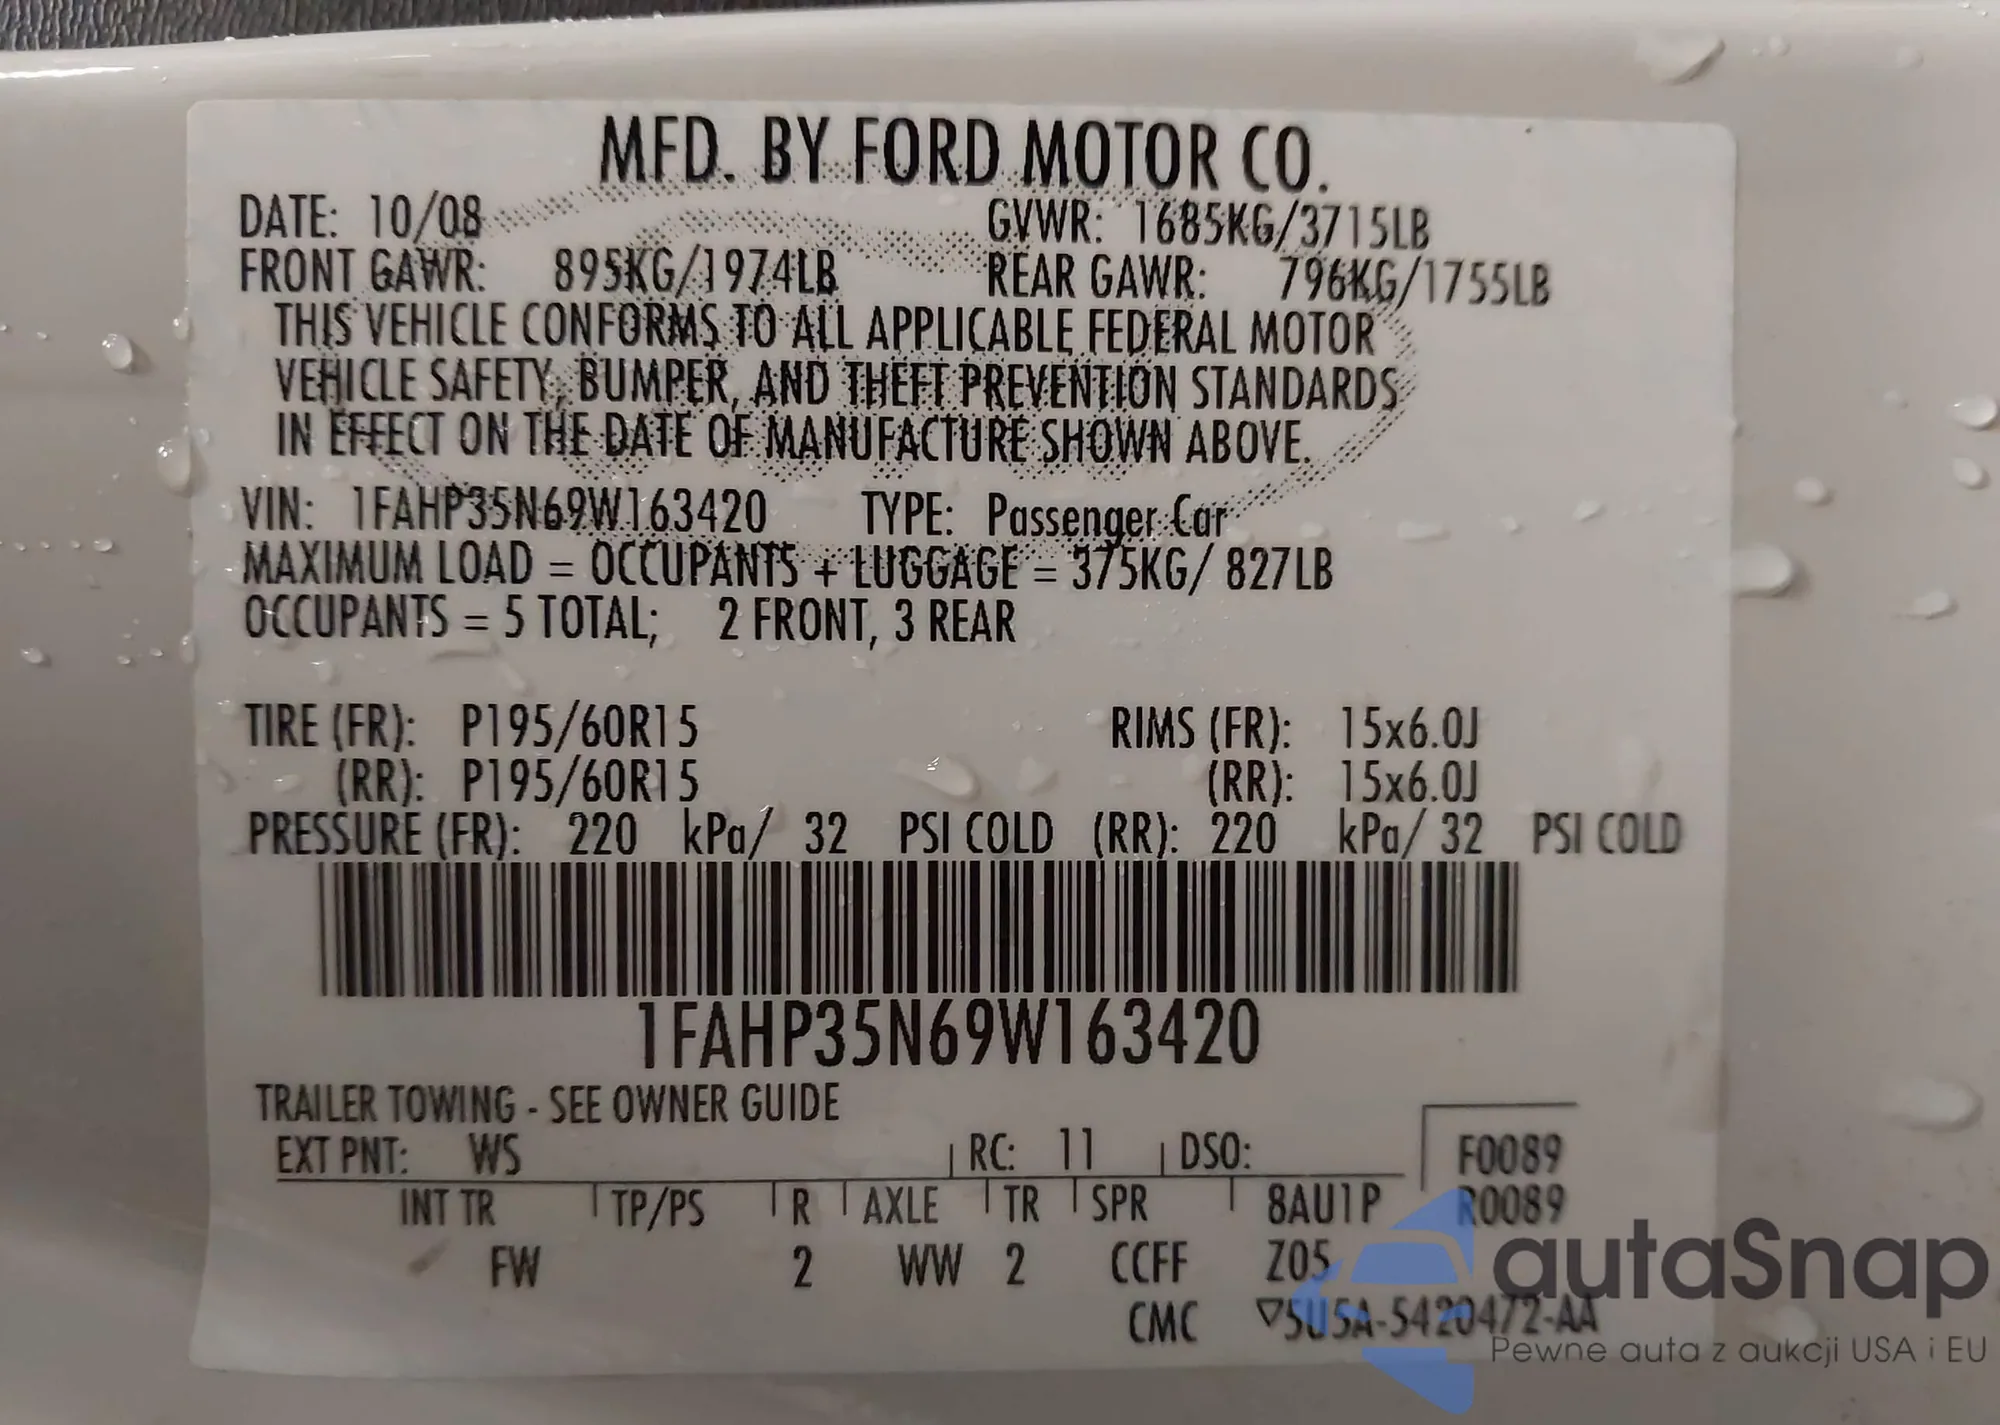 MFD. BY FORD MOTOR CO.
DATE: 10/08 GVWR: 1685KG/3715LB
FRONT GAWR: 895KG/1974LB REAR GAWR: 796KG/1755LB
THIS VEHICLE CONFORMS TO ALL APPLICABLE FEDERAL MOTOR
VEHICLE SAFETY, BUMPER, AND THEFT PREVENTION STANDARDS
IN EFFECT ON THE DATE OF MANUFACTURE SHOWN ABOVE.
VIN: 1FAHP35N69W163420 TYPE: Passenger Car
MAXIMUM LOAD = OCCUPANTS + LUGGAGE = 375KG/ 827LB
OCCUPANTS = 5 TOTAL; 2 FRONT, 3 REAR
TIRE (FR): P195/60R15 RIMS (FR): 15x6.0J
(RR): P195/60R15 (RR): 15x6.0J
PRESSURE (FR): 220 kPa/ 32 PSI COLD (RR): 220 kPa/ 32 PSI COLD
1FAHP35N69W163420
TRAILER TOWING - SEE OWNER GUIDE
EXT PNT: WS RC: 11 DSO: F0089
INT TR TP/PS R AXLE TR SPR 8AU1P R0089
FW 2 WW 2 CCFF Z05
CMC ▽5U5A-5420472-AA
autaSnap
Pewne auta z aukcji USA i EU